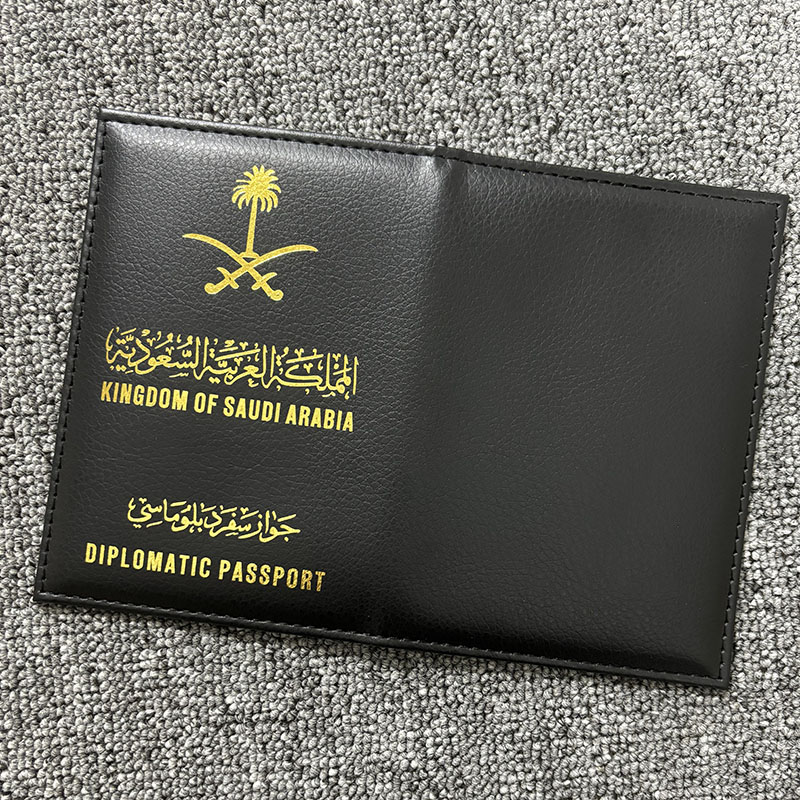 المملكة العربية السعودية
KINGDOM OF SAUDI ARABIA
جواز سفر دبلوماسي
DIPLOMATIC PASSPORT